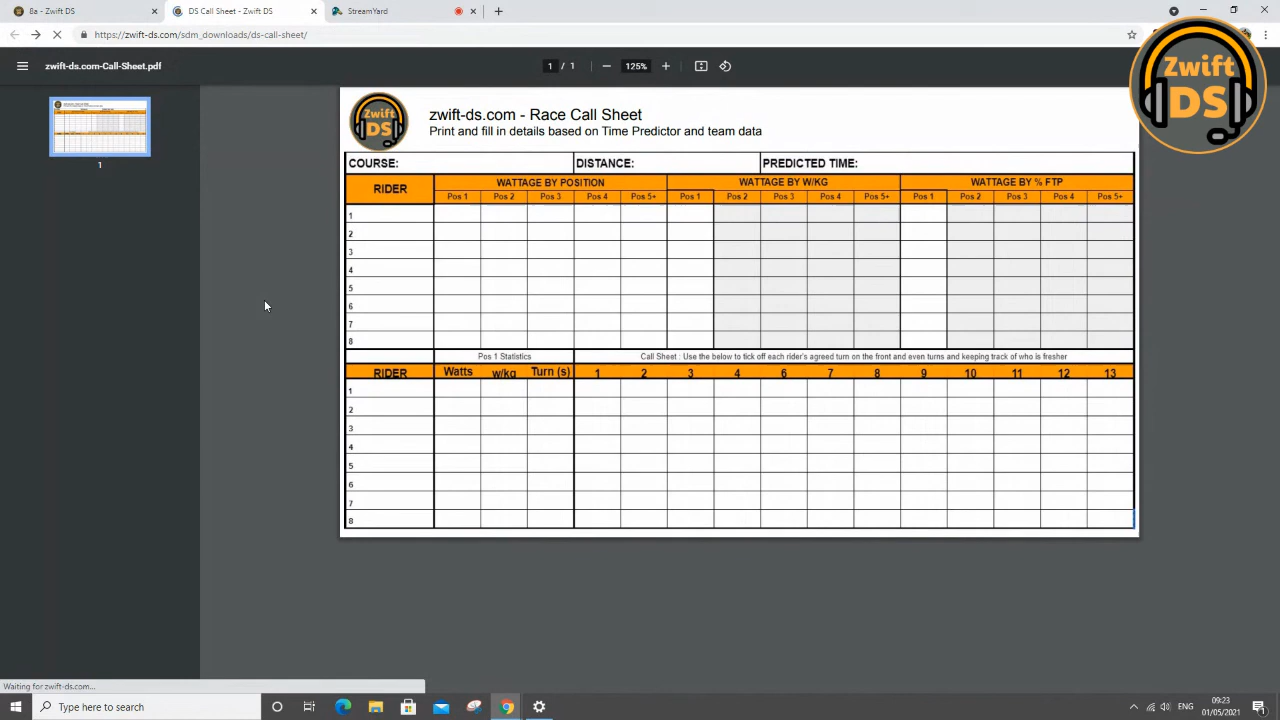 8a - Zwift DS
DS Call Sheet - Zwift DS
StreamYard
https://zwift-ds.com/sdm_downloads/ds-call-sheet/
zwift-ds.com-Call-Sheet.pdf
1 / 1
125%
Zwift DS
1
Zwift DS
zwift-ds.com - Race Call Sheet
Print and fill in details based on Time Predictor and team data
COURSE: DISTANCE: PREDICTED TIME:
RIDER WATTAGE BY POSITION WATTAGE BY W/KG WATTAGE BY % FTP
Pos 1 Pos 2 Pos 3 Pos 4 Pos 5+ Pos 1 Pos 2 Pos 3 Pos 4 Pos 5+ Pos 1 Pos 2 Pos 3 Pos 4 Pos 5+
1
2
3
4
5
6
7
8
Pos 1 Statistics Call Sheet : Use the below to tick off each rider's agreed turn on the front and even turns and keeping track of who is fresher
RIDER Watts w/kg Turn (s) 1 2 3 4 6 7 8 9 10 11 12 13
1
2
3
4
5
6
7
8
Waiting for zwift-ds.com...
Type here to search
ENG
09:23
01/05/2021
1